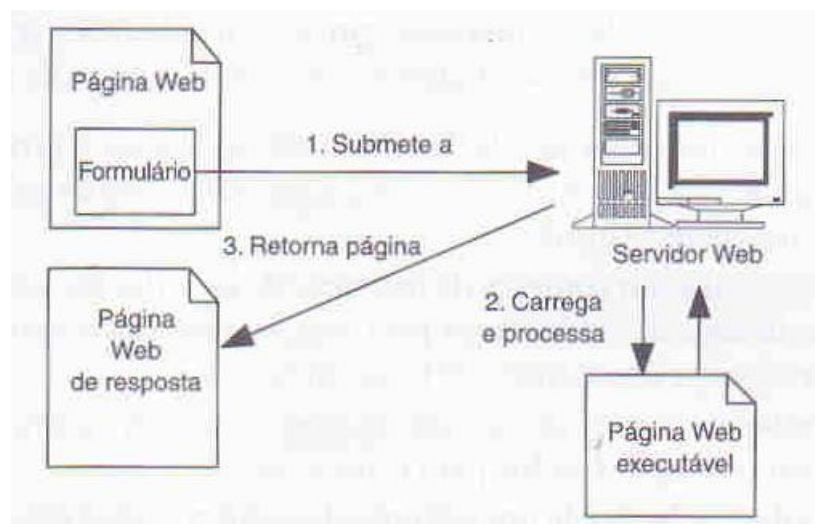 Página Web
Formulário
1. Submete a
Servidor Web
3. Retorna página
Página
Web
de resposta
2. Carrega
e processa
Página Web
executável